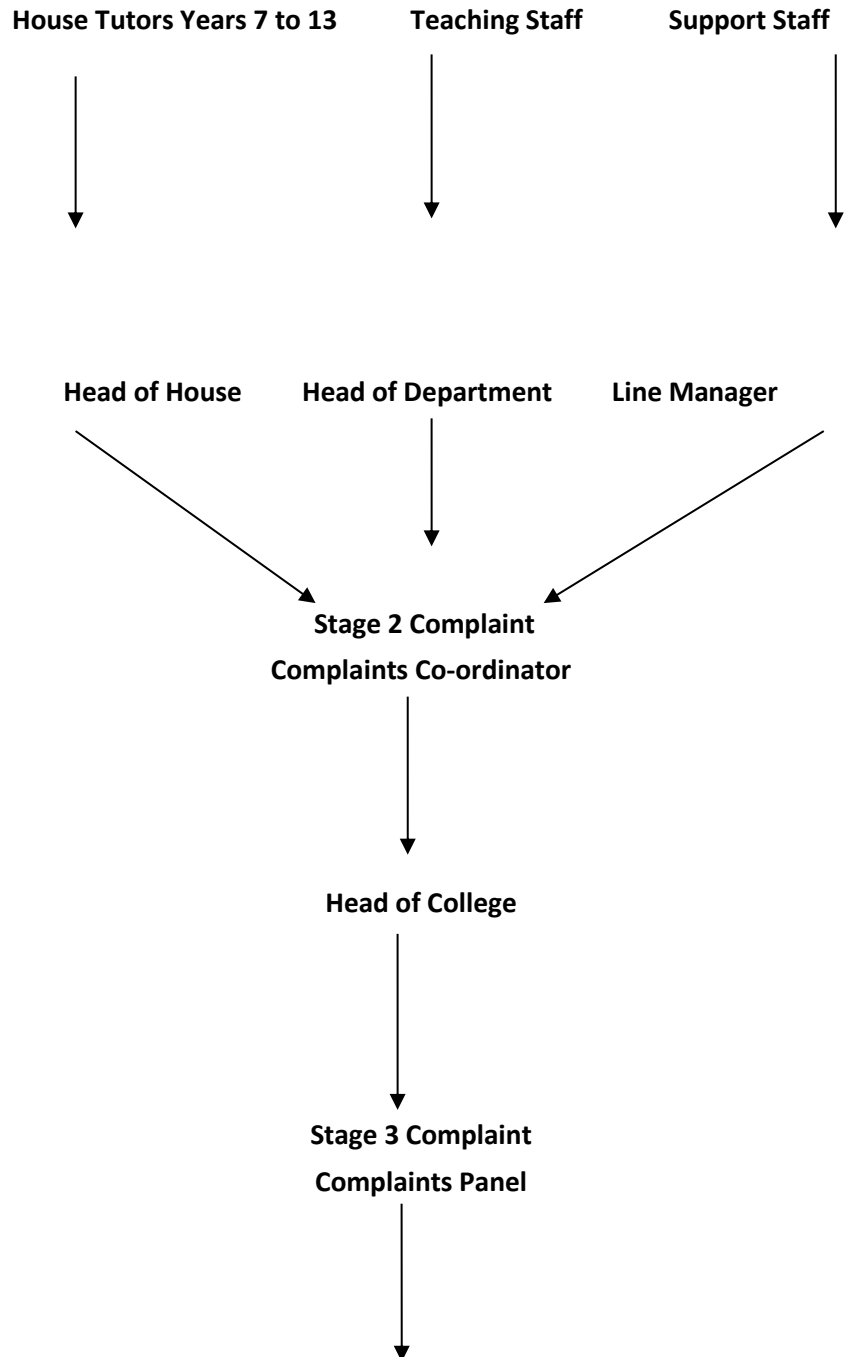 House Tutors Years 7 to 13 Teaching Staff Support Staff
Head of House Head of Department Line Manager
Stage 2 Complaint
Complaints Co-ordinator
Head of College
Stage 3 Complaint
Complaints Panel